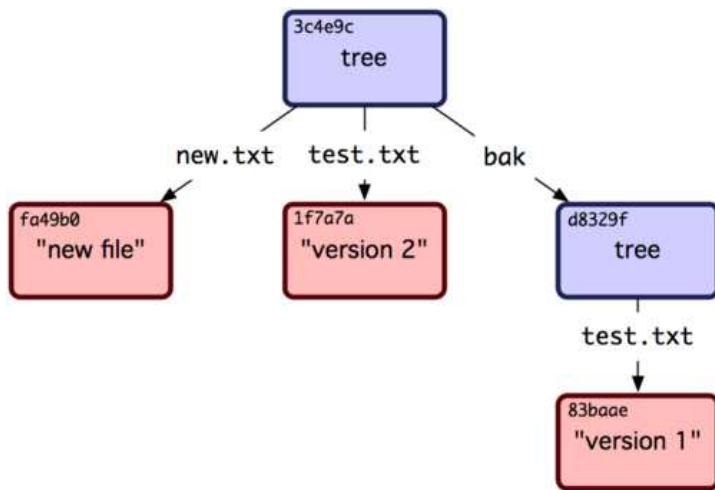 3c4e9c
tree
new.txt test.txt bak
fa49b0 1f7a7a d8329f
"new file" "version 2" tree
test.txt
83baae
"version 1"